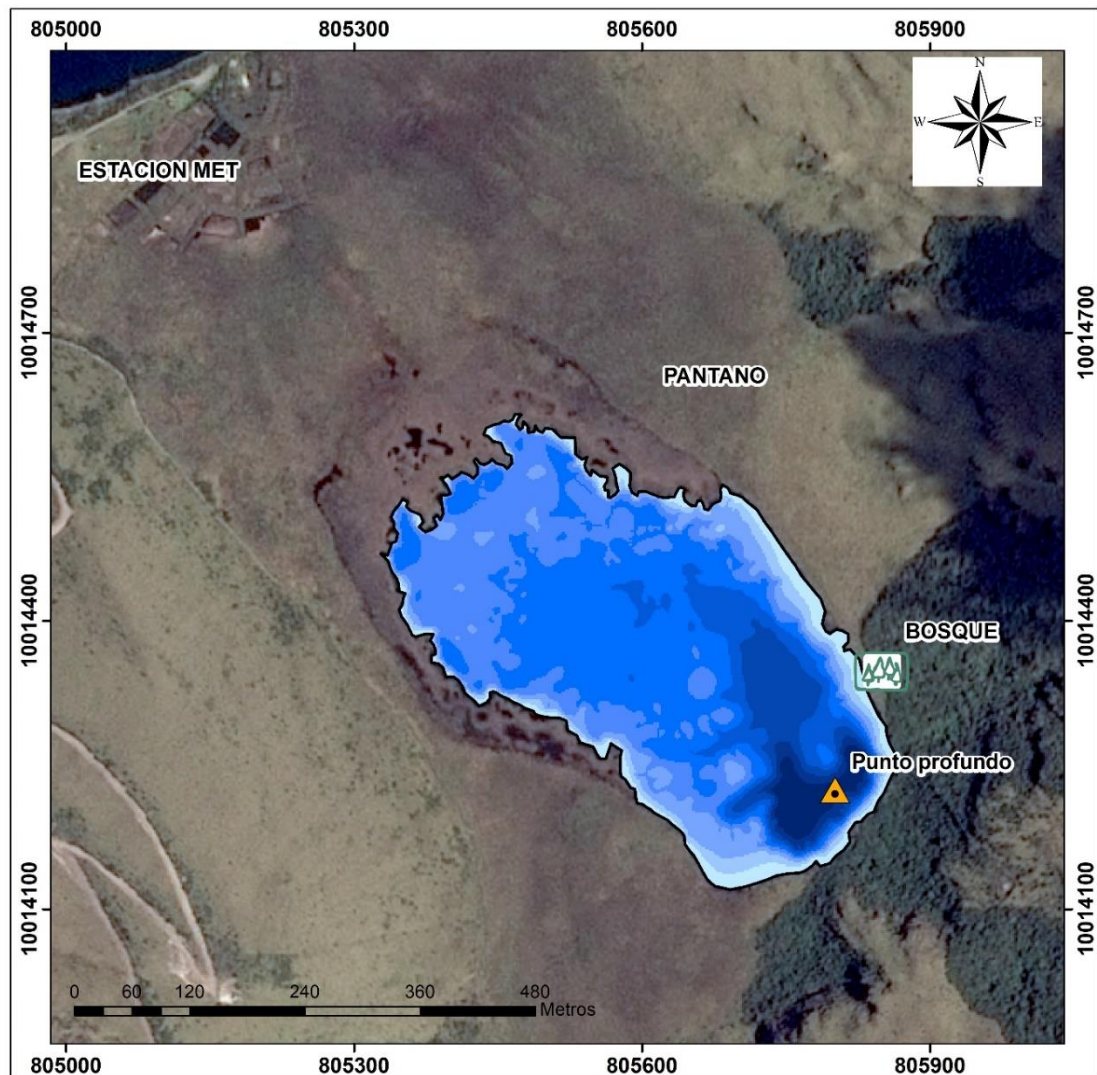 805000 805300 805600 805900
N
W E
S
ESTACION MET
10014700 10014700
PANTANO
10014400 10014400
BOSQUE
Punto profundo
10014100 10014100
0 60 120 240 360 480
Metros
805000 805300 805600 805900